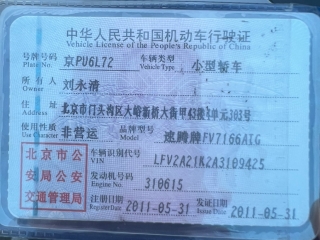 中华人民共和国机动车行驶证
Vehicle License of the People's Republic of China
号牌号码 京PU6L72 车辆类型 小型轿车
Plate No. Vehicle Type
所有人 刘永清
Owner
住址 北京市门头沟区大峪新桥大街甲43楼4单元303号
Address
使用性质 非营运 品牌型号 速腾牌FV7166AIG
Use Character Model
北京市公安局公安交通管理局
车辆识别代号 LFV2A21K2A3109425
VIN
发动机号码 310615
Engine No.
注册日期 2011-05-31 发证日期 2011-05-31
Register Date Issue Date